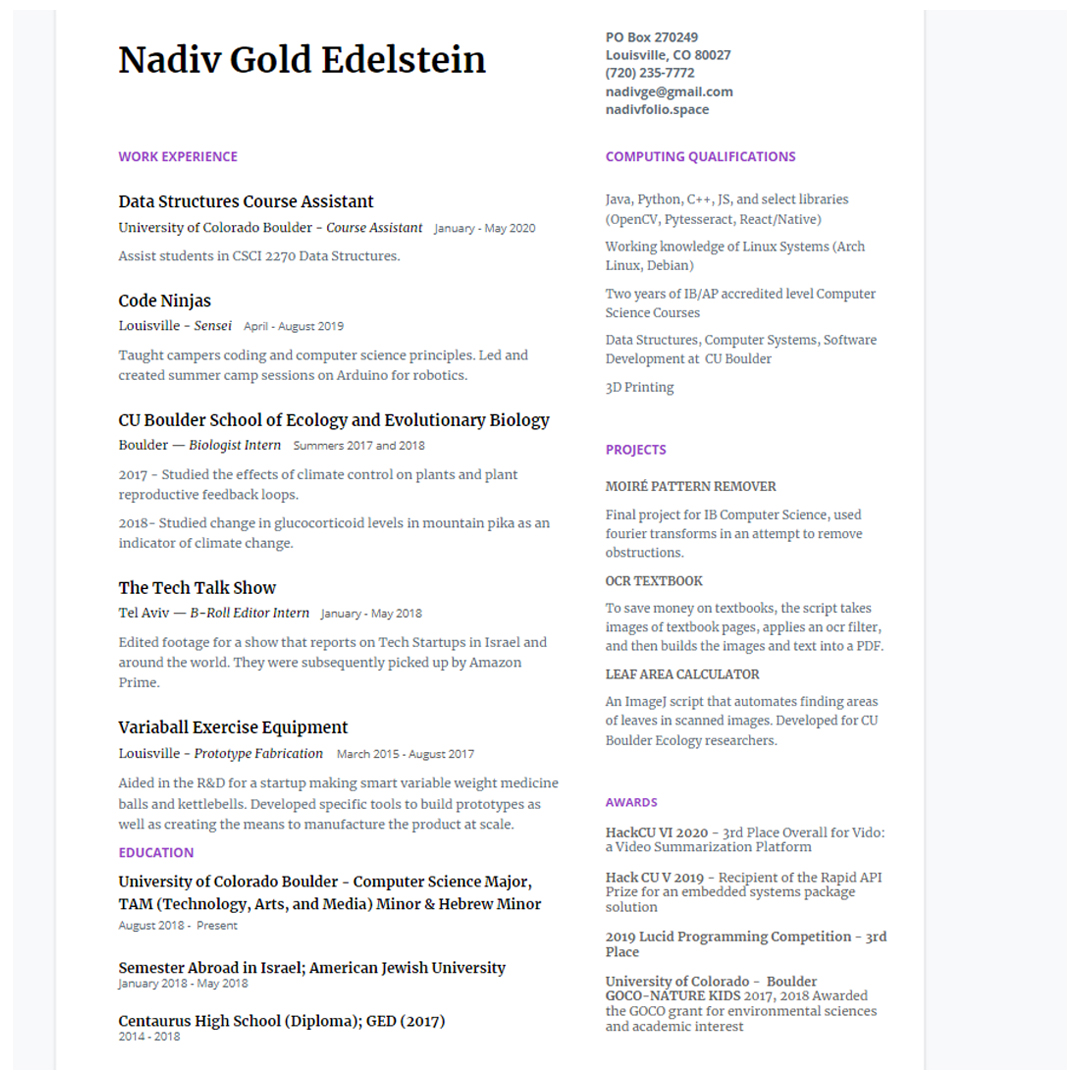 Nadiv Gold Edelstein
PO Box 270249
Louisville, CO 80027
(720) 235-7772
nadivge@gmail.com
nadivfolio.space
WORK EXPERIENCE
Data Structures Course Assistant
University of Colorado Boulder - Course Assistant January - May 2020
Assist students in CSCI 2270 Data Structures.
Code Ninjas
Louisville - Sensei April - August 2019
Taught campers coding and computer science principles. Led and
created summer camp sessions on Arduino for robotics.
CU Boulder School of Ecology and Evolutionary Biology
Boulder — Biologist Intern Summers 2017 and 2018
2017 - Studied the effects of climate control on plants and plant
reproductive feedback loops.
2018- Studied change in glucocorticoid levels in mountain pika as an
indicator of climate change.
The Tech Talk Show
Tel Aviv — B-Roll Editor Intern January - May 2018
Edited footage for a show that reports on Tech Startups in Israel and
around the world. They were subsequently picked up by Amazon
Prime.
Variaball Exercise Equipment
Louisville - Prototype Fabrication March 2015 - August 2017
Aided in the R&D for a startup making smart variable weight medicine
balls and kettlebells. Developed specific tools to build prototypes as
well as creating the means to manufacture the product at scale.
EDUCATION
University of Colorado Boulder - Computer Science Major,
TAM (Technology, Arts, and Media) Minor & Hebrew Minor
August 2018 - Present
Semester Abroad in Israel; American Jewish University
January 2018 - May 2018
Centaurus High School (Diploma); GED (2017)
2014 - 2018
COMPUTING QUALIFICATIONS
Java, Python, C++, JS, and select libraries
(OpenCV, Pytesseract, React/Native)
Working knowledge of Linux Systems (Arch
Linux, Debian)
Two years of IB/AP accredited level Computer
Science Courses
Data Structures, Computer Systems, Software
Development at CU Boulder
3D Printing
PROJECTS
MOIRÉ PATTERN REMOVER
Final project for IB Computer Science, used
fourier transforms in an attempt to remove
obstructions.
OCR TEXTBOOK
To save money on textbooks, the script takes
images of textbook pages, applies an ocr filter,
and then builds the images and text into a PDF.
LEAF AREA CALCULATOR
An ImageJ script that automates finding areas
of leaves in scanned images. Developed for CU
Boulder Ecology researchers.
AWARDS
HackCU VI 2020 - 3rd Place Overall for Vido:
a Video Summarization Platform
Hack CU V 2019 - Recipient of the Rapid API
Prize for an embedded systems package
solution
2019 Lucid Programming Competition - 3rd
Place
University of Colorado - Boulder
GOCO-NATURE KIDS 2017, 2018 Awarded
the GOCO grant for environmental sciences
and academic interest